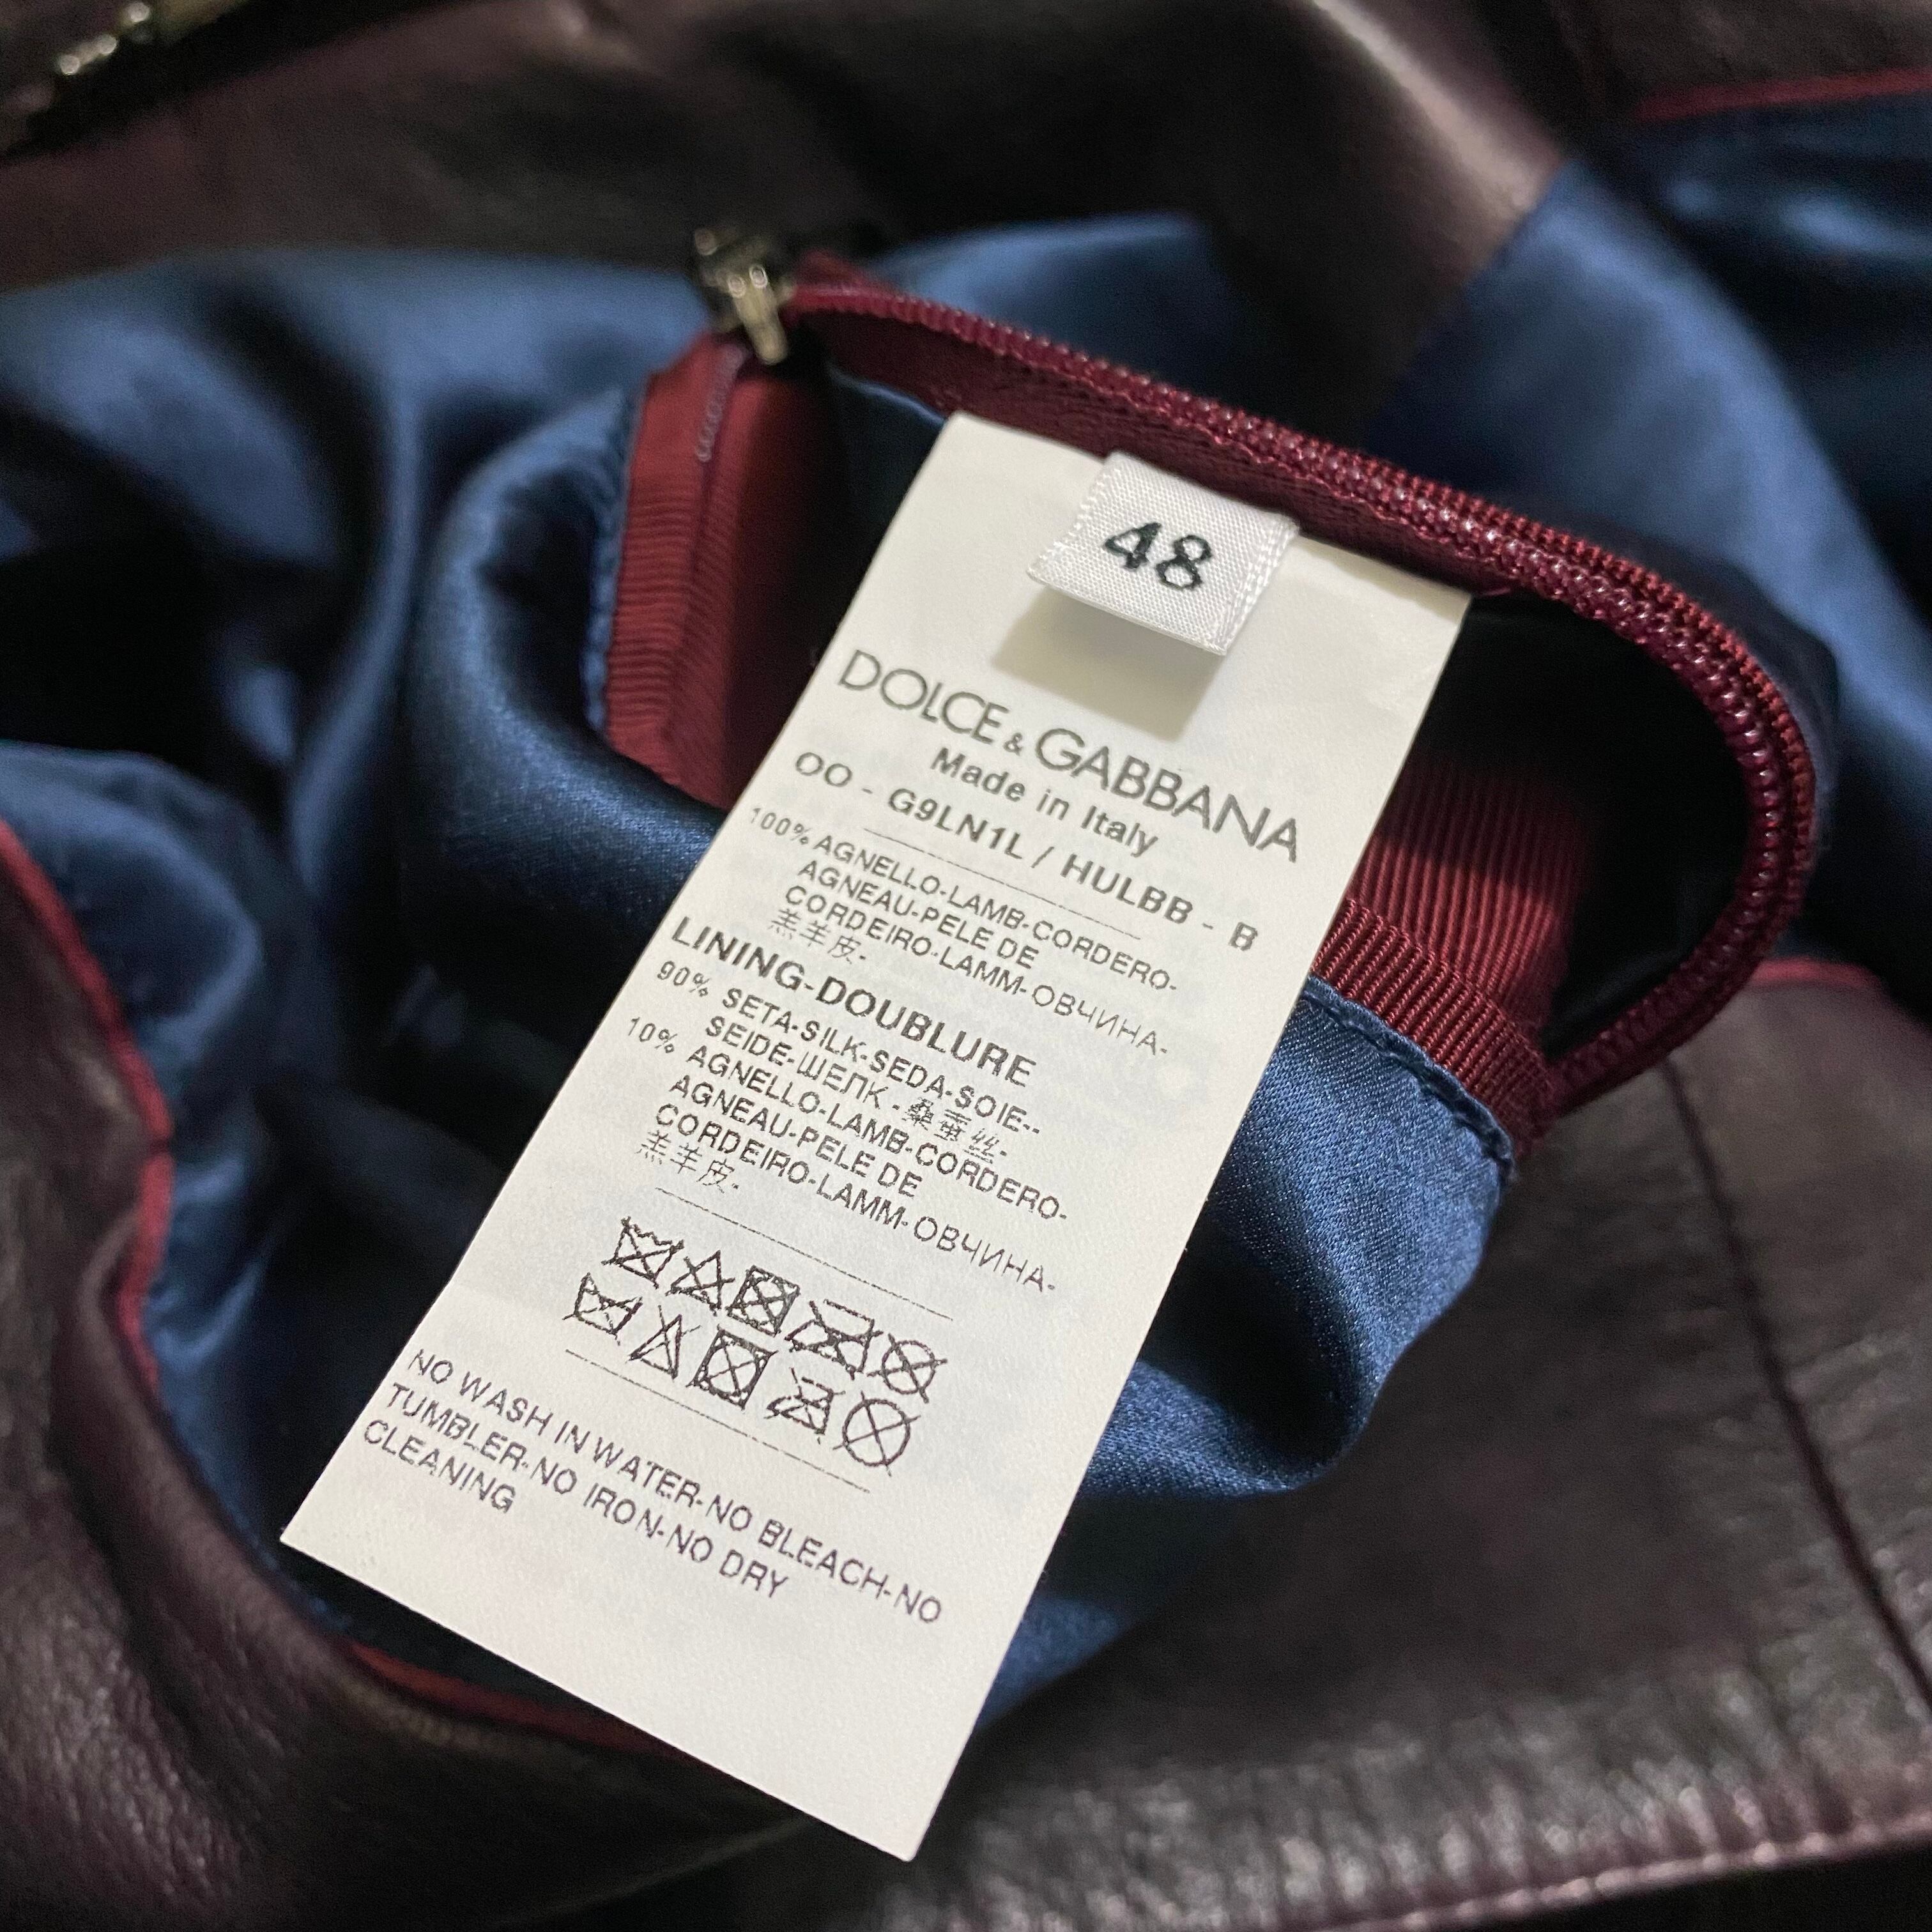 48
DOLCE & GABBANA
Made in Italy
OO - G9LN1L / HULBB - B
100% AGNELLO-LAMB-CORDERO-
AGNEAU-PELE DE
CORDEIRO-LAMM-ОВЧИНА-
羔羊皮-
LINING-DOUBLURE
90% SETA-SILK-SEDA-SOIE--
SEIDE-ШЕЛК-桑蚕丝-
10% AGNELLO-LAMB-CORDERO-
AGNEAU-PELE DE
CORDEIRO-LAMM-ОВЧИНА-
羔羊皮-
NO WASH IN WATER-NO BLEACH-NO
TUMBLER-NO IRON-NO DRY
CLEANING